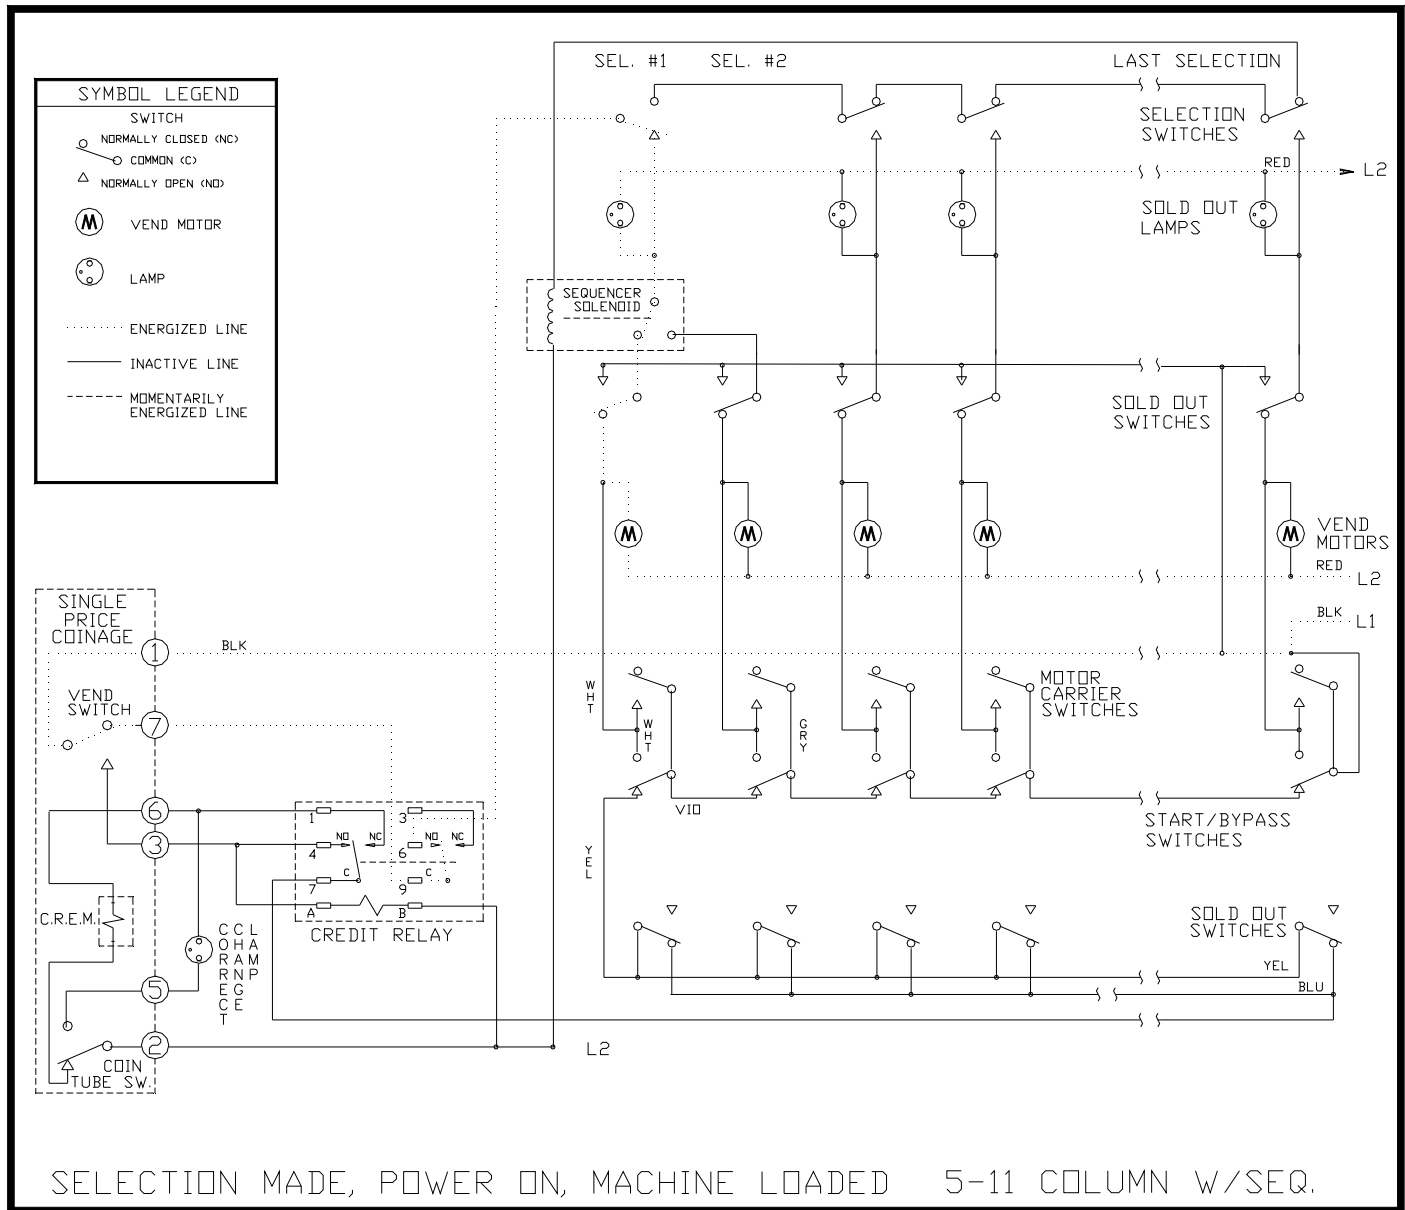 SEL. #1 SEL. #2 LAST SELECTION
SYMBOL LEGEND
SWITCH
NORMALLY CLOSED (NC)
COMMON (C)
NORMALLY OPEN (NO)
M VEND MOTOR
LAMP
ENERGIZED LINE
INACTIVE LINE
MOMENTARILY
ENERGIZED LINE
SELECTION
SWITCHES
RED
L2
SOLD OUT
LAMPS
SEQUENCER
SOLENOID
SOLD OUT
SWITCHES
M M M M M
VEND
MOTORS
RED
L2
BLK
L1
SINGLE
PRICE
COINAGE
1
BLK
VEND
SWITCH
7
WHT
WHT
GRY
MOTOR
CARRIER
SWITCHES
6
3
VIO
START/BYPASS
SWITCHES
YEL
1 3
NO NC NO NC
4 6
C C
7 9
A B
CREDIT RELAY
C.R.E.M.
CORRECT
CHANGE
LAMP
SOLD OUT
SWITCHES
YEL
BLU
5
2
COIN
TUBE SW.
L2
SELECTION MADE, POWER ON, MACHINE LOADED 5-11 COLUMN W/SEQ.